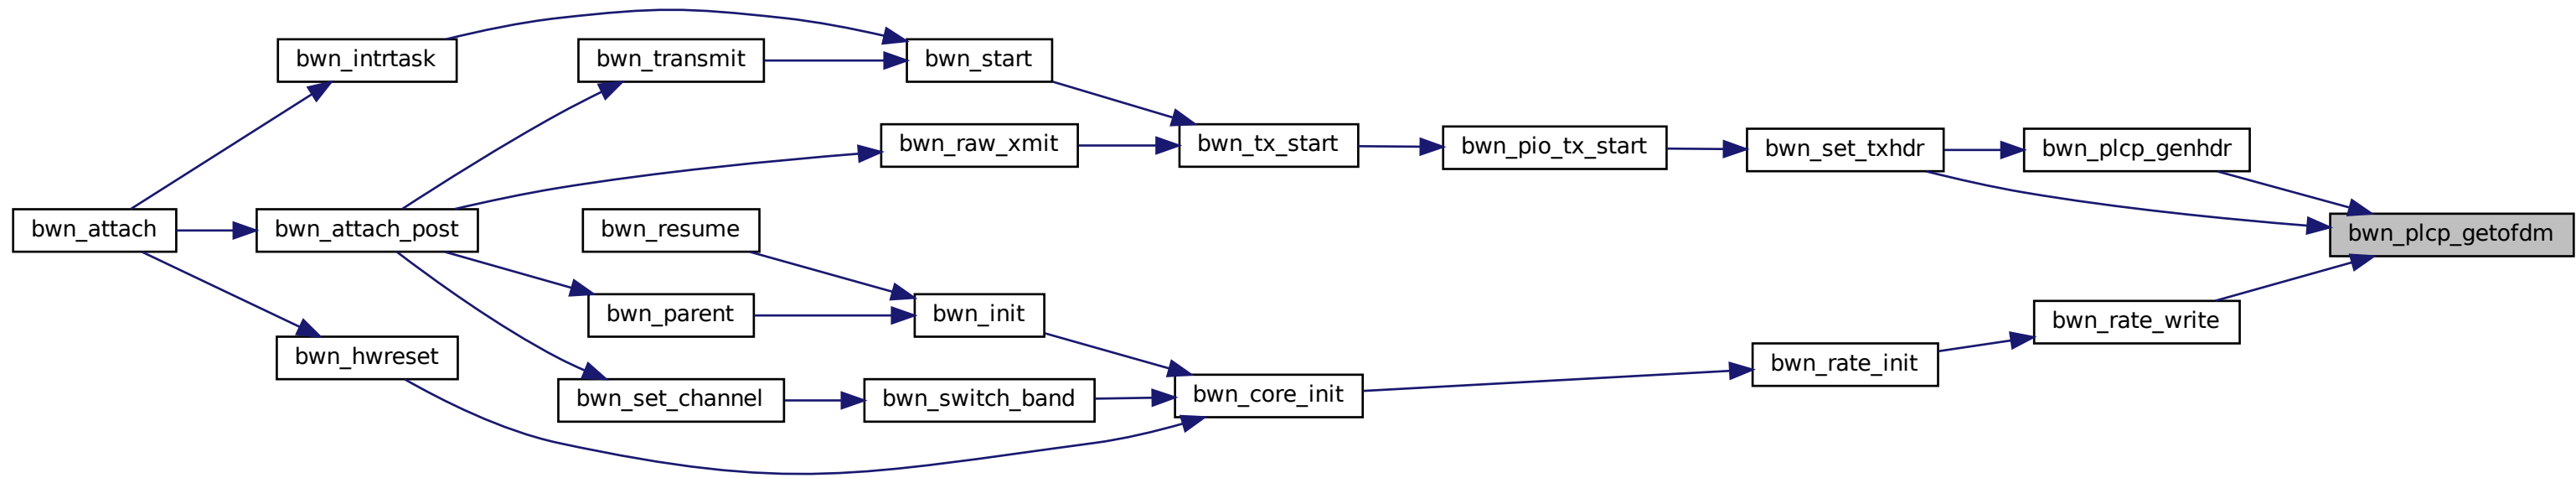 bwn_intrtask
bwn_transmit
bwn_start
bwn_raw_xmit
bwn_tx_start
bwn_pio_tx_start
bwn_set_txhdr
bwn_plcp_genhdr
bwn_attach
bwn_attach_post
bwn_resume
bwn_plcp_getofdm
bwn_parent
bwn_init
bwn_rate_write
bwn_hwreset
bwn_rate_init
bwn_set_channel
bwn_switch_band
bwn_core_init